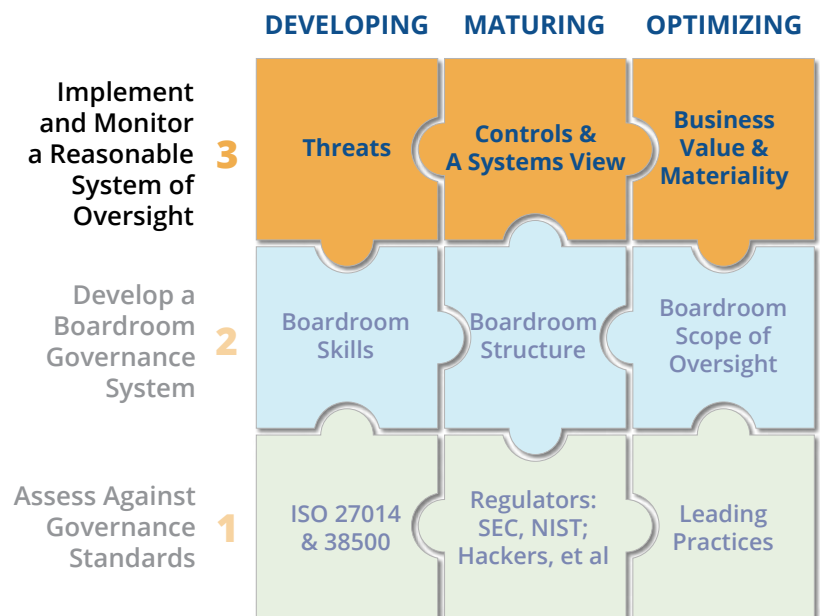 DEVELOPING MATURING OPTIMIZING
Implement
and Monitor
a Reasonable
System of
Oversight
3
Threats
Controls &
A Systems View
Business
Value &
Materiality
Develop a
Boardroom
Governance
System
2
Boardroom
Skills
Boardroom
Structure
Boardroom
Scope of
Oversight
Assess Against
Governance
Standards
1
ISO 27014
& 38500
Regulators:
SEC, NIST;
Hackers, et al
Leading
Practices